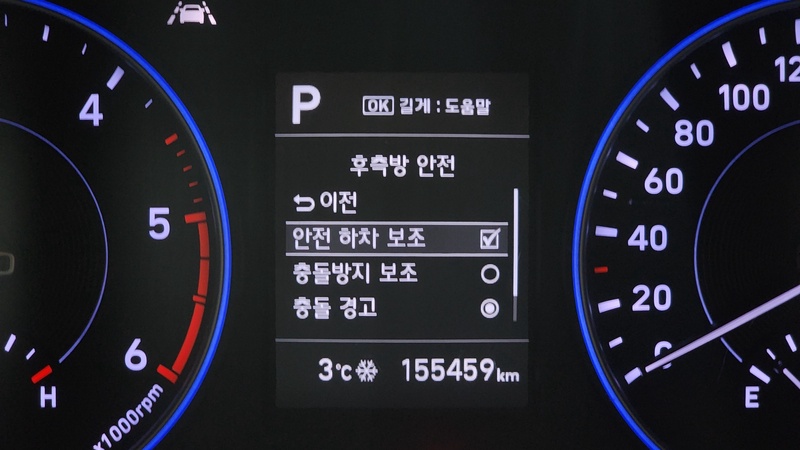 P
OK 길게 : 도움말
후측방 안전
이전
안전 하차 보조
충돌방지 보조
충돌 경고
3℃ 155459km
4
5
6
x1000rpm
H
0
20
40
60
80
100
E